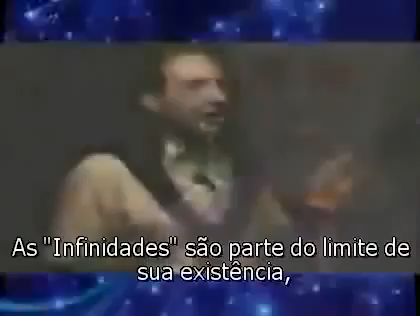 As "Infinidades" são parte do limite de
sua existência,